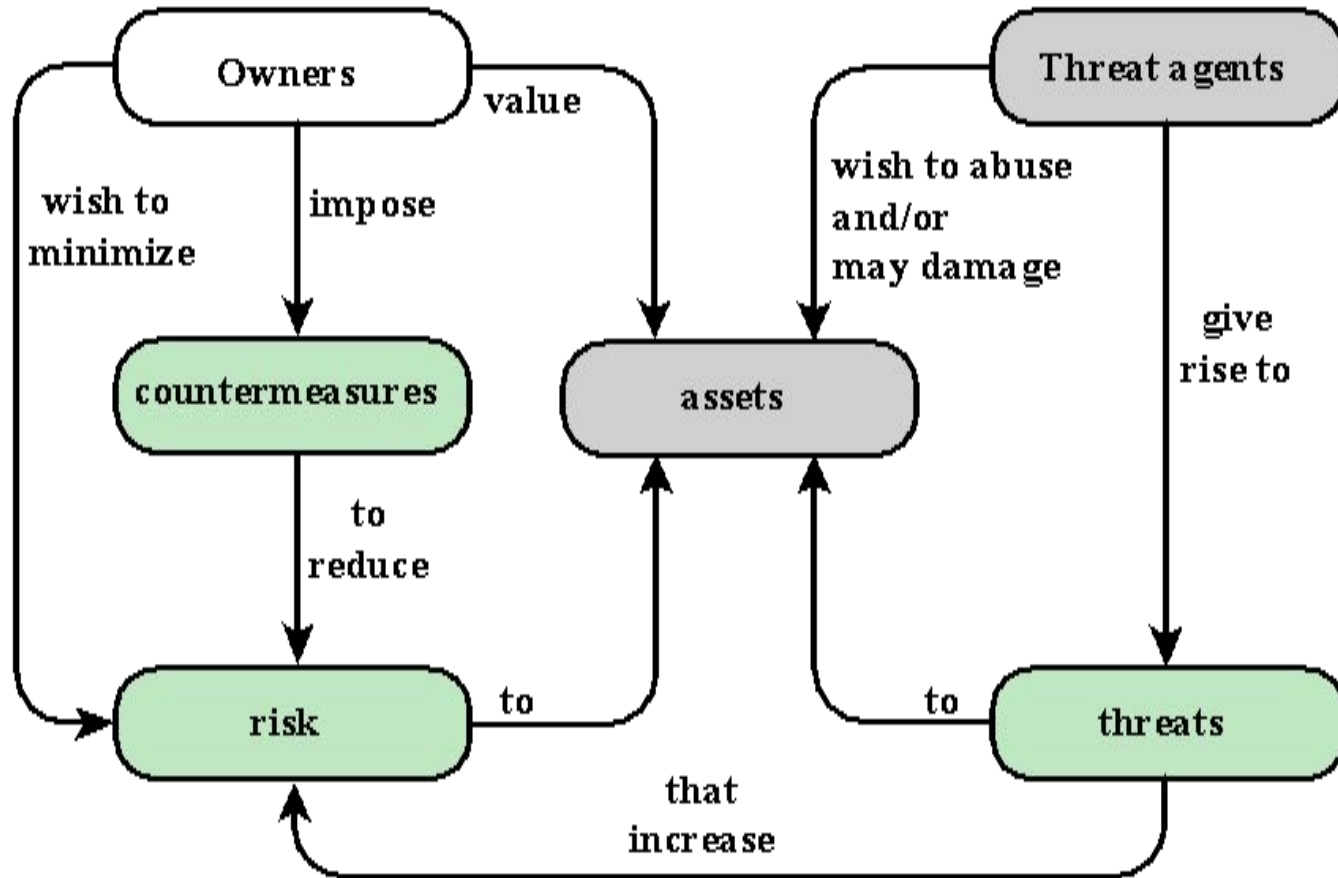 Owners
Threat agents
value
wish to
minimize
impose
wish to abuse
and/or
may damage
give
rise to
countermeasures
assets
to
reduce
risk
to
to
threats
that
increase